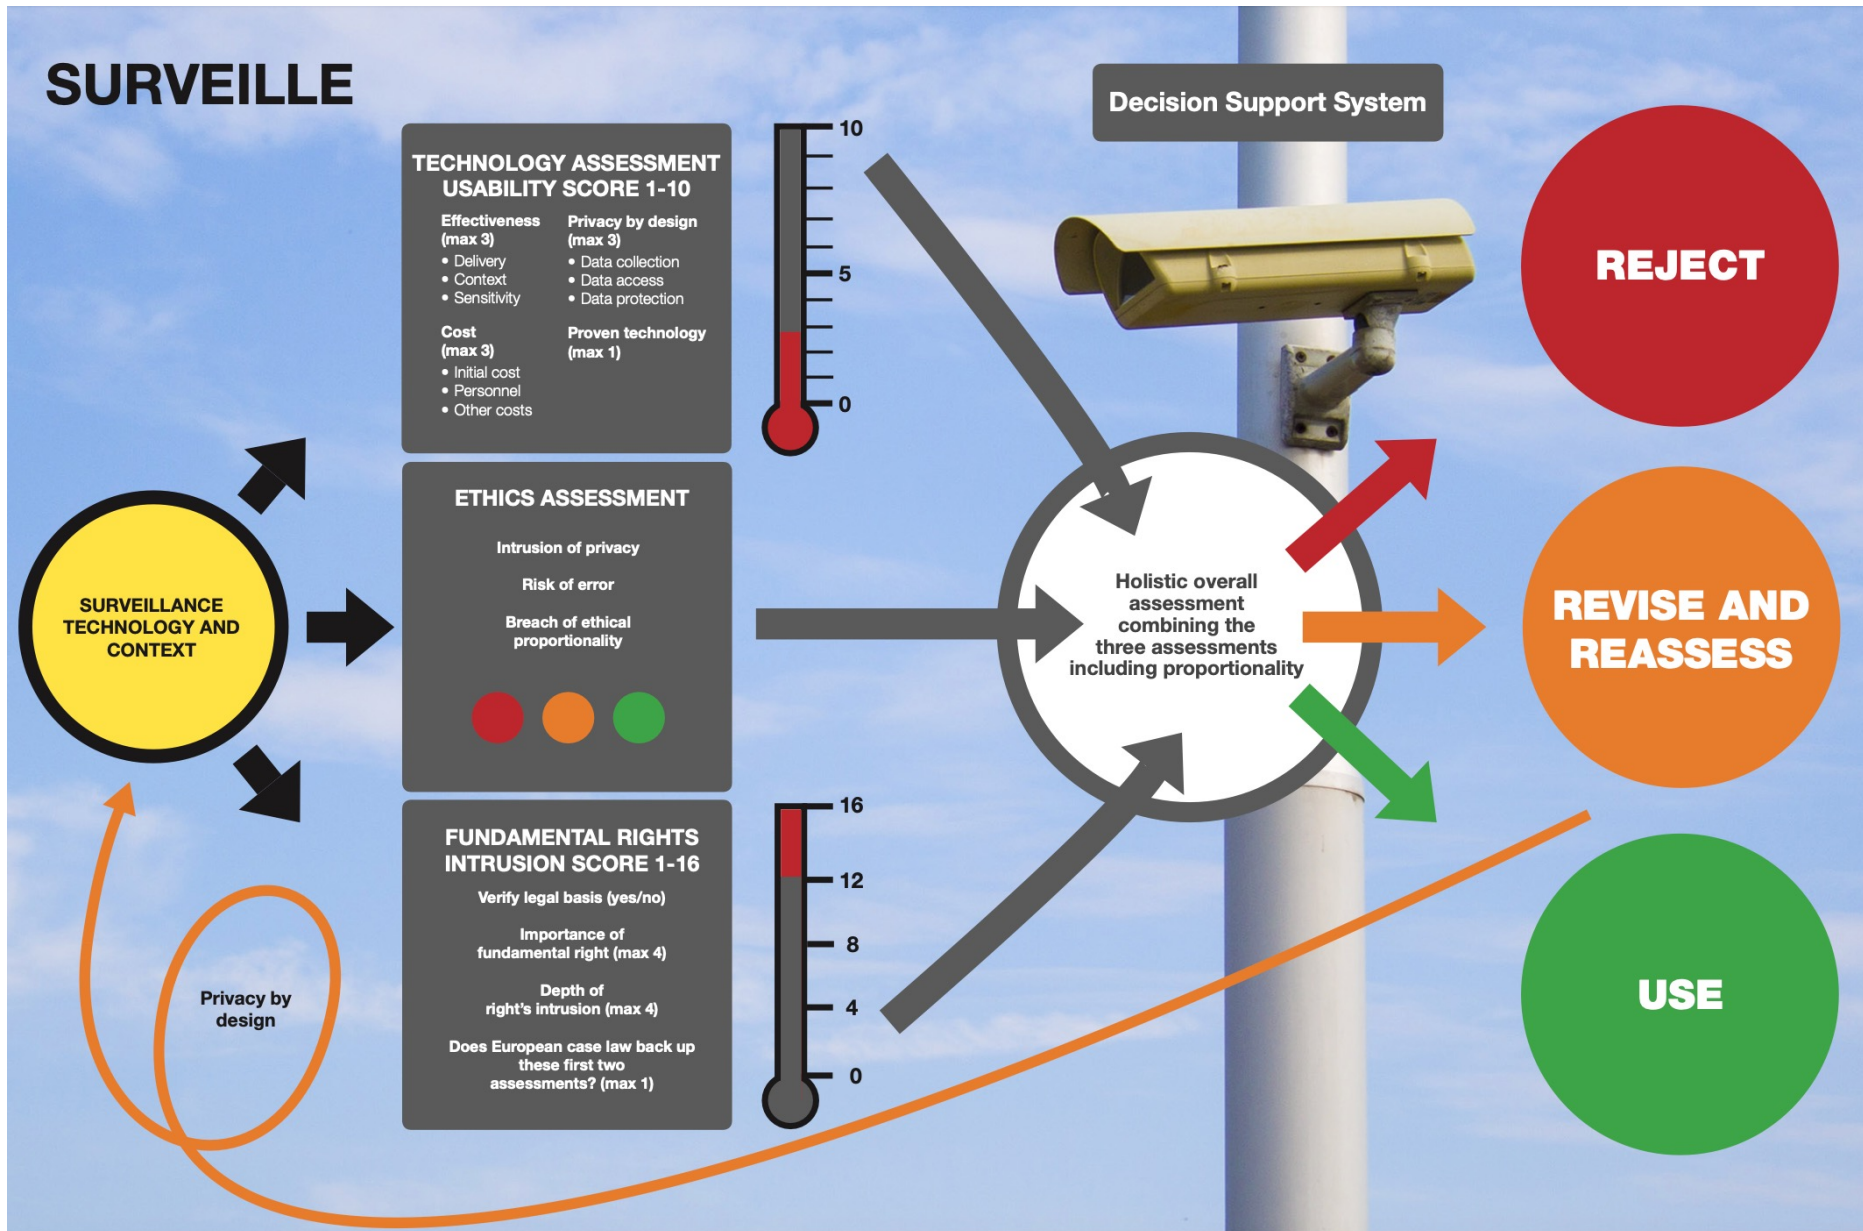 SURVEILLE
Decision Support System
TECHNOLOGY ASSESSMENT
USABILITY SCORE 1-10
Effectiveness
(max 3)
• Delivery
• Context
• Sensitivity
Privacy by design
(max 3)
• Data collection
• Data access
• Data protection
Cost
(max 3)
• Initial cost
• Personnel
• Other costs
Proven technology
(max 1)
10
5
0
ETHICS ASSESSMENT
Intrusion of privacy
Risk of error
Breach of ethical
proportionality
FUNDAMENTAL RIGHTS
INTRUSION SCORE 1-16
Verify legal basis (yes/no)
Importance of
fundamental right (max 4)
Depth of
right's intrusion (max 4)
Does European case law back up
these first two
assessments? (max 1)
16
12
8
4
0
SURVEILLANCE
TECHNOLOGY AND
CONTEXT
Privacy by
design
Holistic overall
assessment
combining the
three assessments
including proportionality
REJECT
REVISE AND
REASSESS
USE